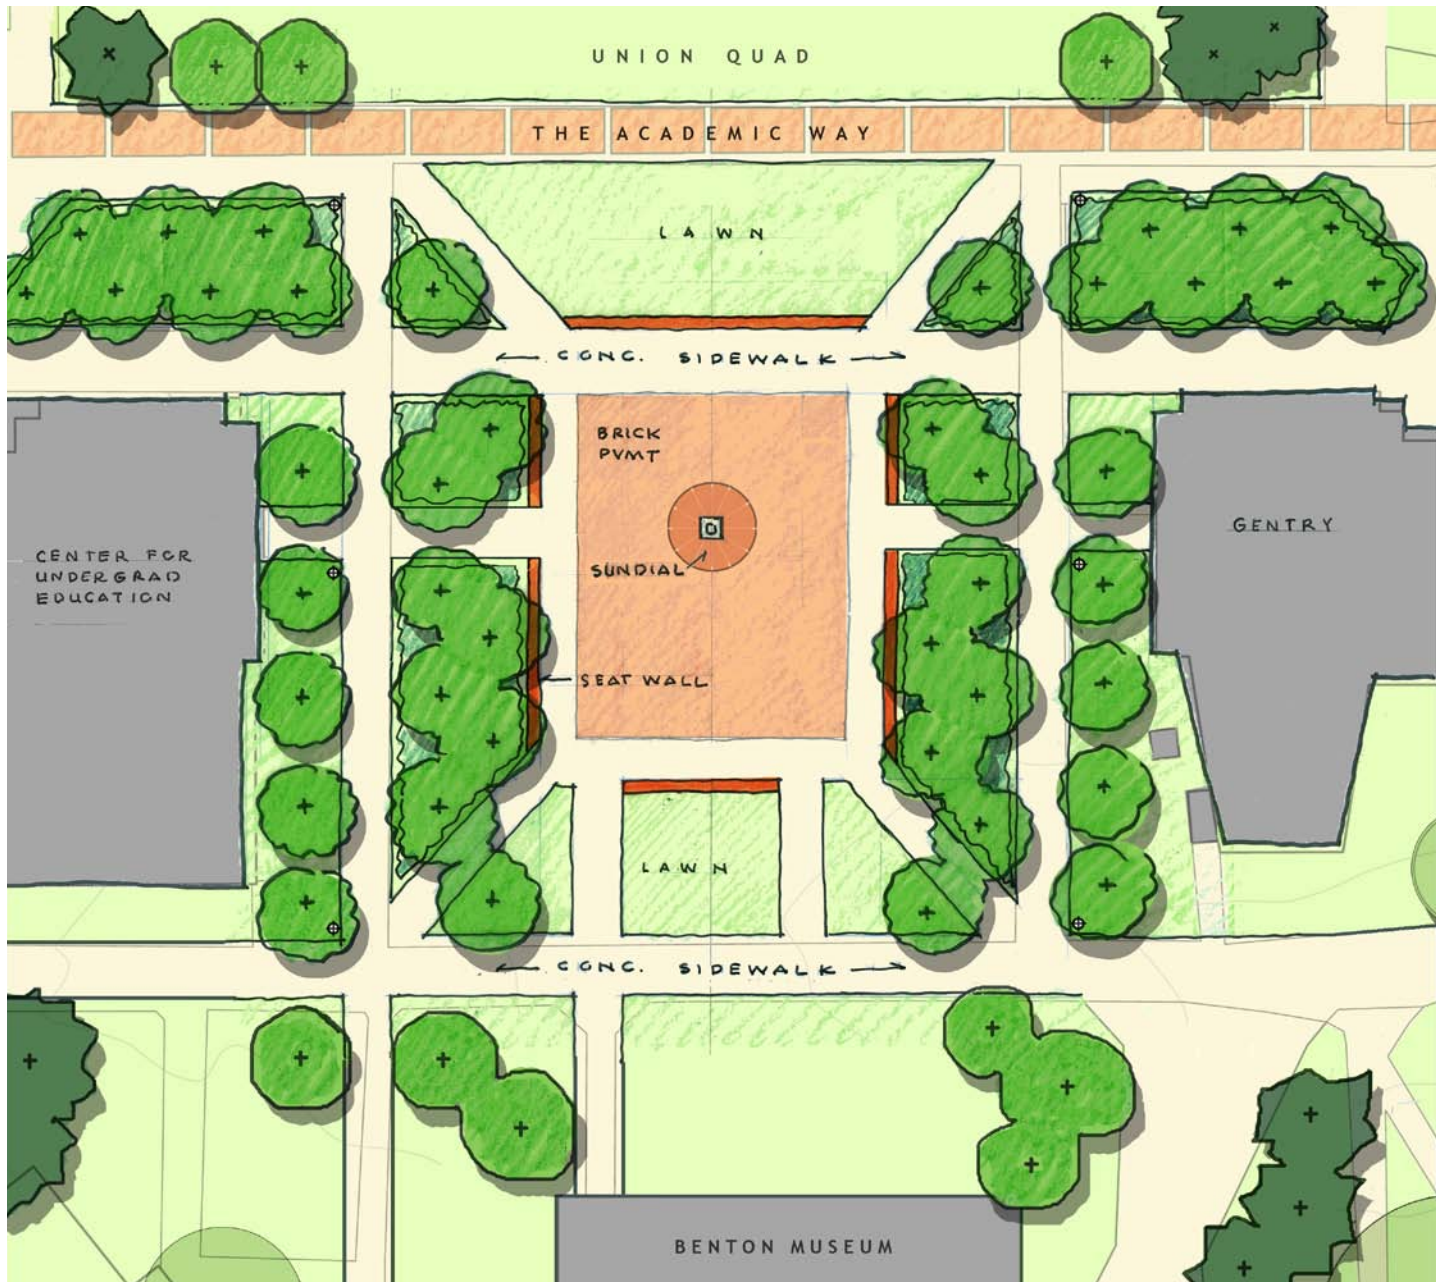 UNION QUAD
THE ACADEMIC WAY
LAWN
CONC. SIDEWALK
BRICK
PVMT
SUNDIAL
GENTRY
CENTER FOR
UNDERGRAD
EDUCATION
SEAT WALL
LAWN
CONC. SIDEWALK
BENTON MUSEUM